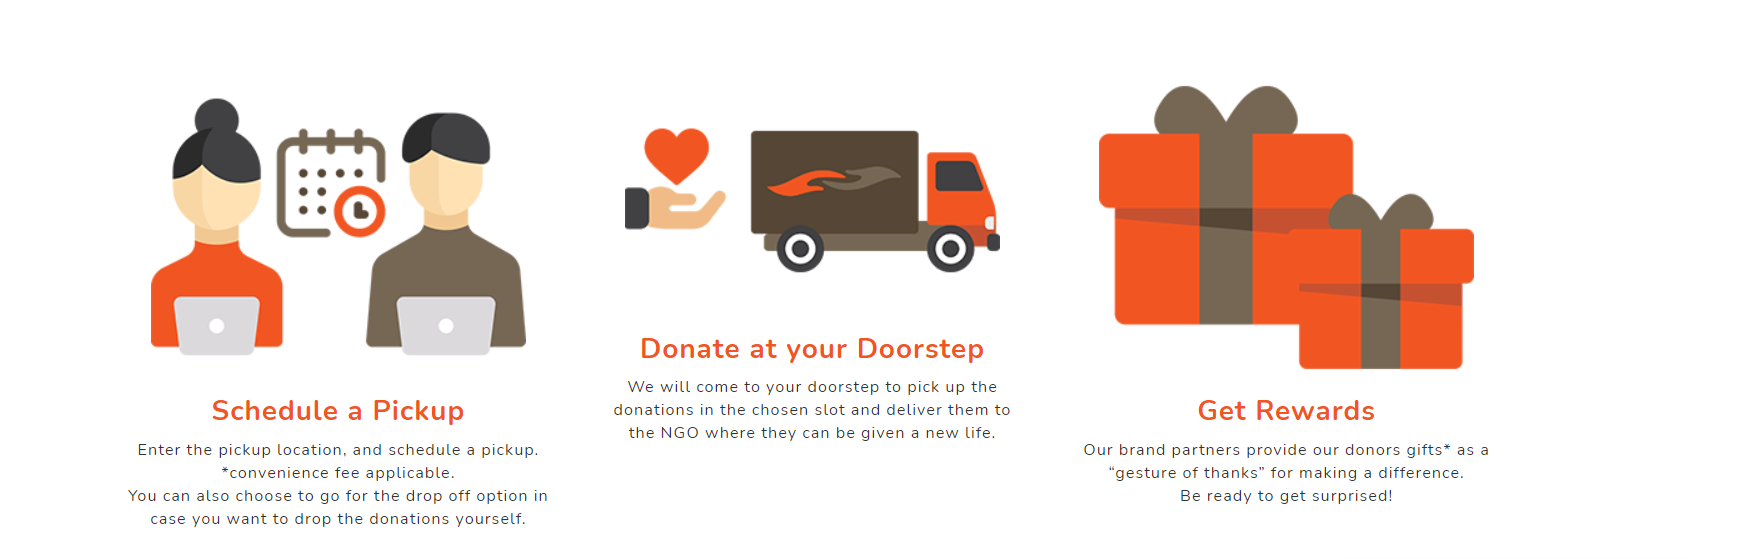 Schedule a Pickup
Enter the pickup location, and schedule a pickup.
*convenience fee applicable.
You can also choose to go for the drop off option in
case you want to drop the donations yourself.
Donate at your Doorstep
We will come to your doorstep to pick up the
donations in the chosen slot and deliver them to
the NGO where they can be given a new life.
Get Rewards
Our brand partners provide our donors gifts* as a
“gesture of thanks” for making a difference.
Be ready to get surprised!